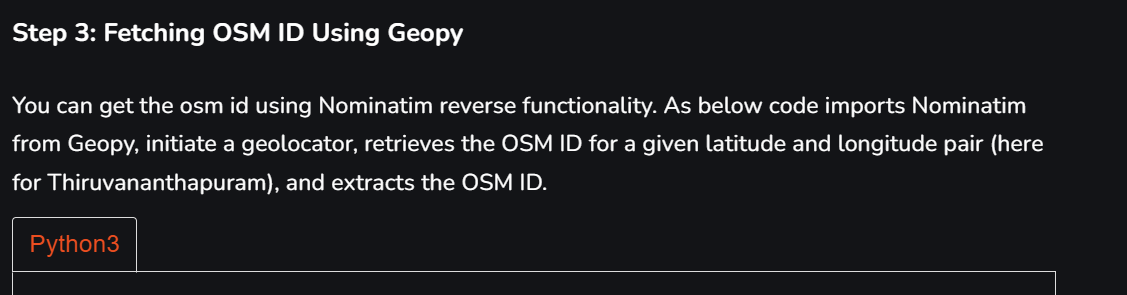 Step 3: Fetching OSM ID Using Geopy
You can get the osm id using Nominatim reverse functionality. As below code imports Nominatim
from Geopy, initiate a geolocator, retrieves the OSM ID for a given latitude and longitude pair (here
for Thiruvananthapuram), and extracts the OSM ID.
Python3